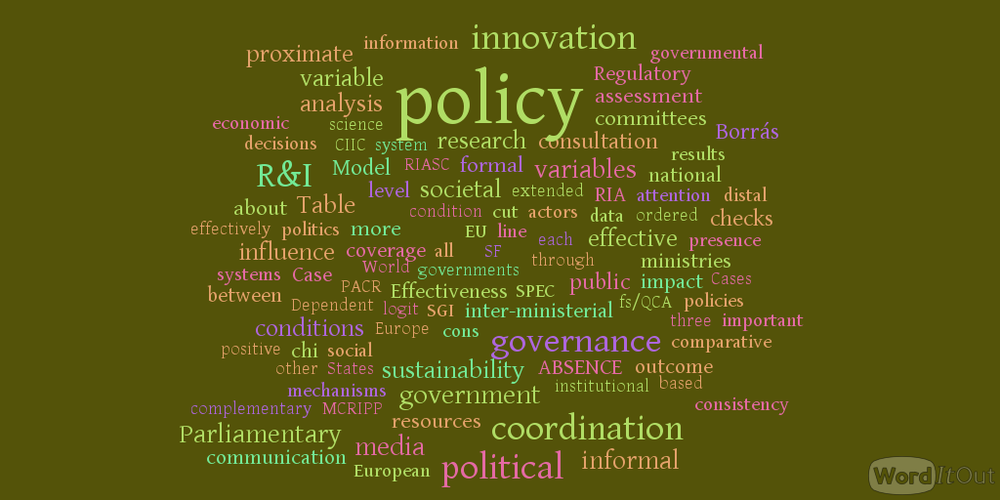 innovation
proximate information governmental
variable policy Regulatory
analysis assessment
economic science committees Borrás
decisions CIIC system research consultation
R&I Model RIASC formal variables results
level societal extended RIA attention national distal
about Table condition cut actors data ordered checks
effectively politics more EU line each effective presence
influence coverage all SF through ministries
systems Case World governments public impact Cases
between PACR Effectiveness SPEC fs/QCA policies
Dependent logit SGI inter-ministerial three important
conditions Europe cons governance comparative
positive chi social
other States sustainability ABSENCE outcome
mechanisms government institutional based
complementary MCRIPP consistency
Parliamentary resources coordination
communication media political informal
European
WordItOut